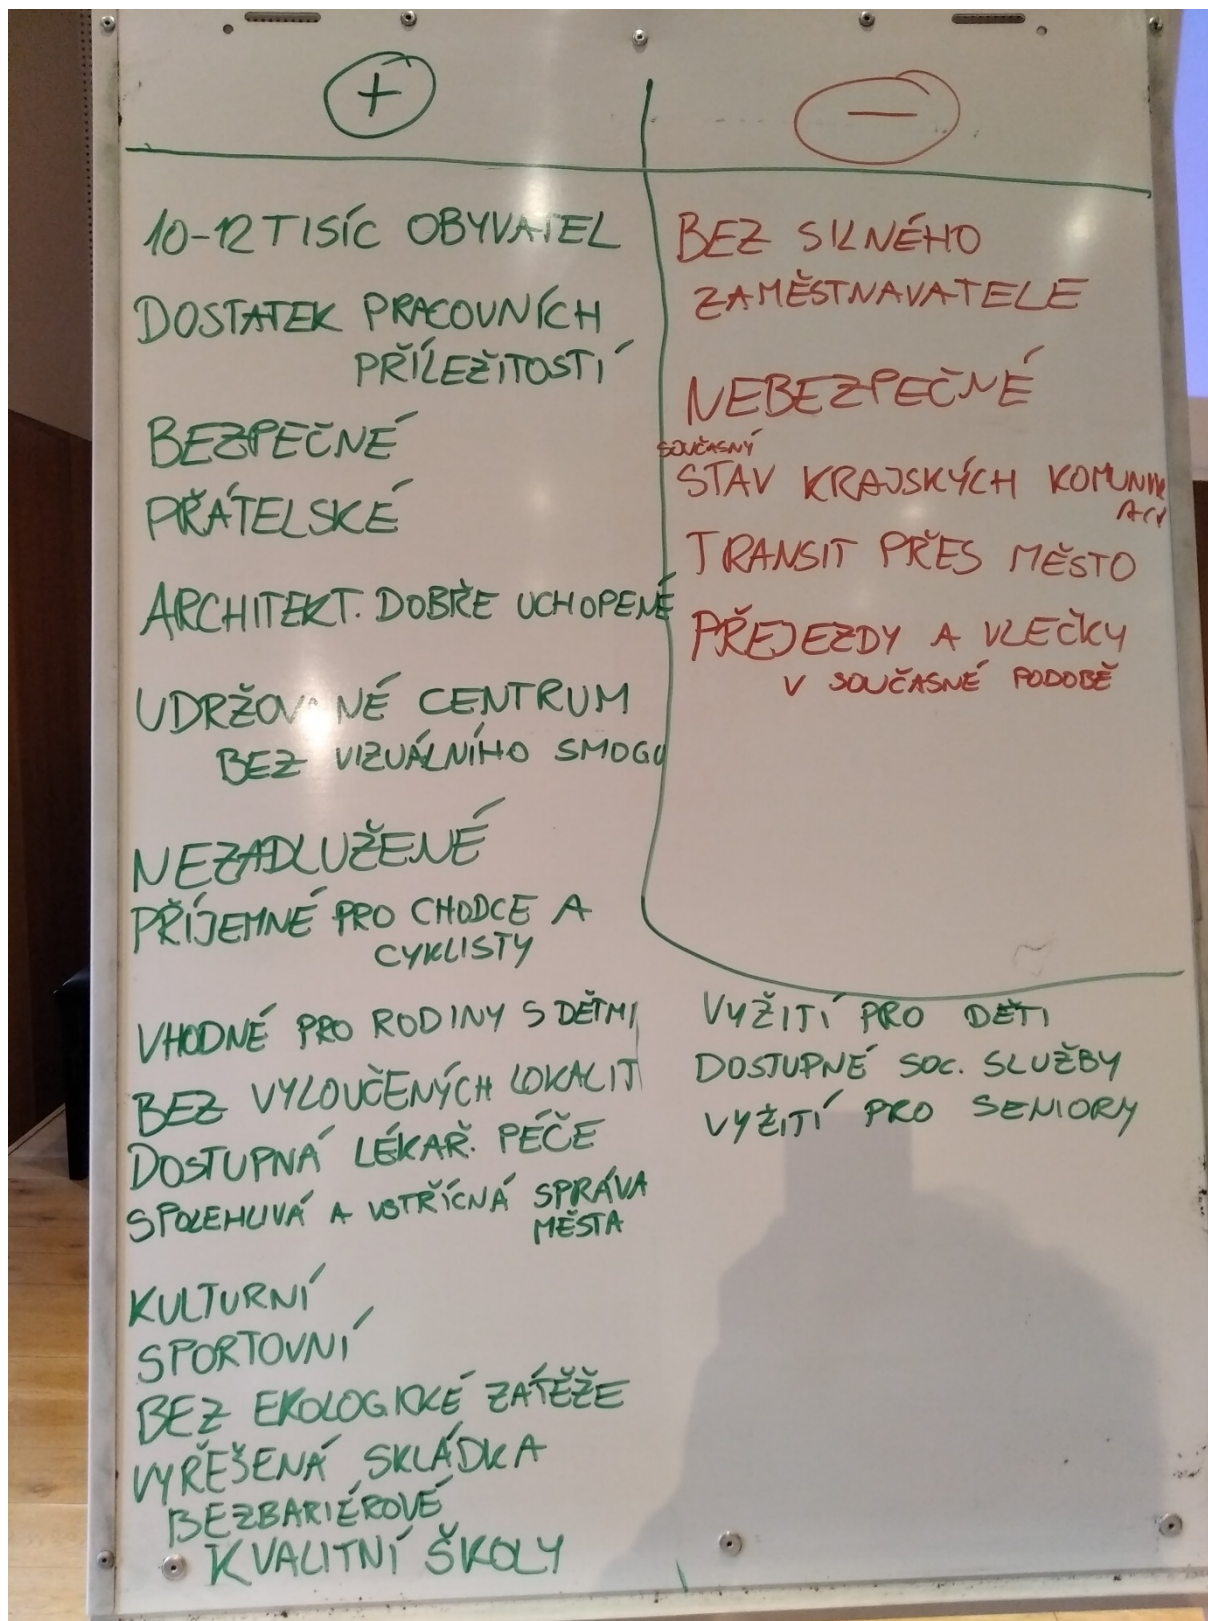 +
10-12 TISÍC OBYVATEL
DOSTATEK PRACOVNÍCH
PŘÍLEŽITOSTÍ
BEZPEČNÉ
PŘÁTELSKÉ
ARCHITEKT. DOBŘE UCHOPENÉ
UDRŽOVANÉ CENTRUM
BEZ VIZUÁLNÍHO SMOGU
NEZADLUŽENÉ
PŘÍJEMNÉ PRO CHODCE A
CYKLISTY
VHODNÉ PRO RODINY S DĚTMI
BEZ VYLOUČENÝCH LOKALIT
DOSTUPNÁ LÉKAŘ. PÉČE
SPOLEHLIVÁ A VSTŘÍCNÁ SPRÁVA
MĚSTA
KULTURNÍ
SPORTOVNÍ
BEZ EKOLOGICKÉ ZÁTĚŽE
VYŘEŠENÁ SKLÁDKA
BEZBARIÉROVÉ
KVALITNÍ ŠKOLY
VYŽITÍ PRO DĚTI
DOSTUPNÉ SOC. SLUŽBY
VYŽITÍ PRO SENIORY
−
BEZ SILNÉHO
ZAMĚSTNAVATELE
NEBEZPEČNÉ
SOUČASNÝ
STAV KRAJSKÝCH KOMUNIK
ACÍ
TRANSIT PŘES MĚSTO
PŘEJEZDY A VLEČKY
V SOUČASNÉ PODOBĚ